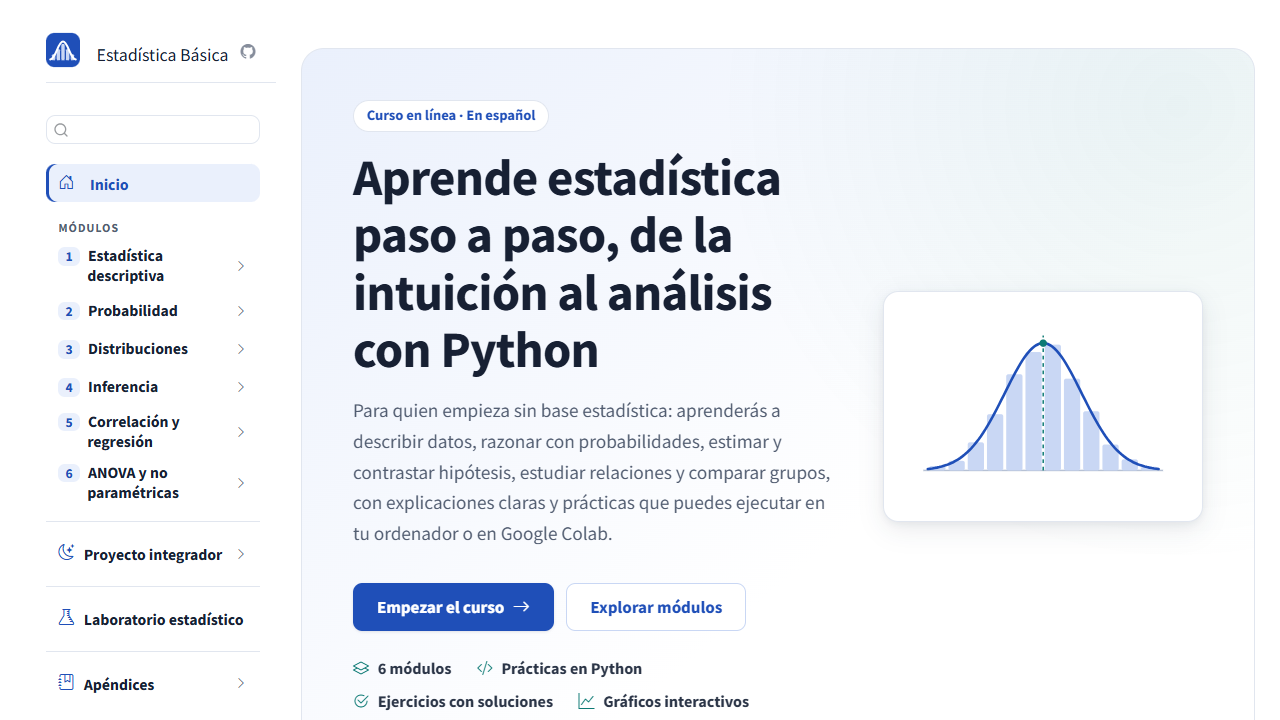 Estadística Básica
Inicio
MÓDULOS
1 Estadística
descriptiva
2 Probabilidad
3 Distribuciones
4 Inferencia
5 Correlación y
regresión
6 ANOVA y no
paramétricas
Proyecto integrador
Laboratorio estadístico
Apéndices
Curso en línea · En español
Aprende estadística
paso a paso, de la
intuición al análisis
con Python
Para quien empieza sin base estadística: aprenderás a
describir datos, razonar con probabilidades, estimar y
contrastar hipótesis, estudiar relaciones y comparar grupos,
con explicaciones claras y prácticas que puedes ejecutar en
tu ordenador o en Google Colab.
Empezar el curso Explorar módulos
6 módulos Prácticas en Python
Ejercicios con soluciones Gráficos interactivos